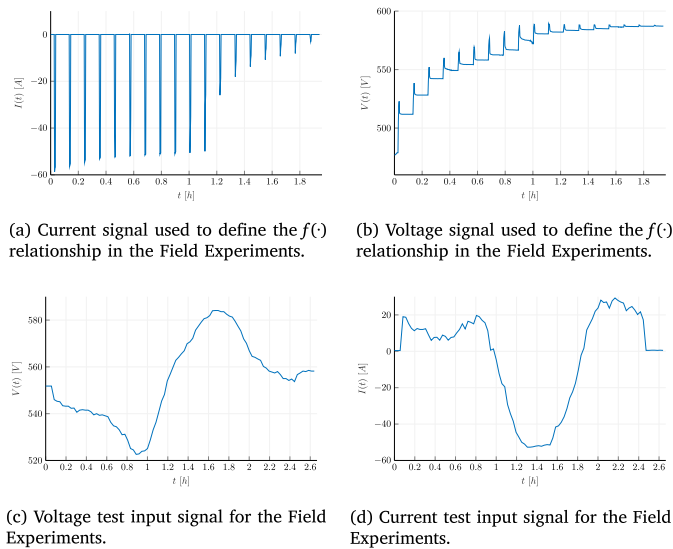 0
−20
−40
−60
I(t) [A]
0 0.2 0.4 0.6 0.8 1 1.2 1.4 1.6 1.8
t [h]
(a) Current signal used to define the f(·)
relationship in the Field Experiments.
600
550
500
V(t) [V]
0 0.2 0.4 0.6 0.8 1 1.2 1.4 1.6 1.8
t [h]
(b) Voltage signal used to define the f(·)
relationship in the Field Experiments.
580
560
540
520
V(t) [V]
0 0.2 0.4 0.6 0.8 1 1.2 1.4 1.6 1.8 2 2.2 2.4 2.6
t [h]
(c) Voltage test input signal for the Field
Experiments.
20
0
−20
−40
−60
I(t) [A]
0 0.2 0.4 0.6 0.8 1 1.2 1.4 1.6 1.8 2 2.2 2.4 2.6
t [h]
(d) Current test input signal for the Field
Experiments.